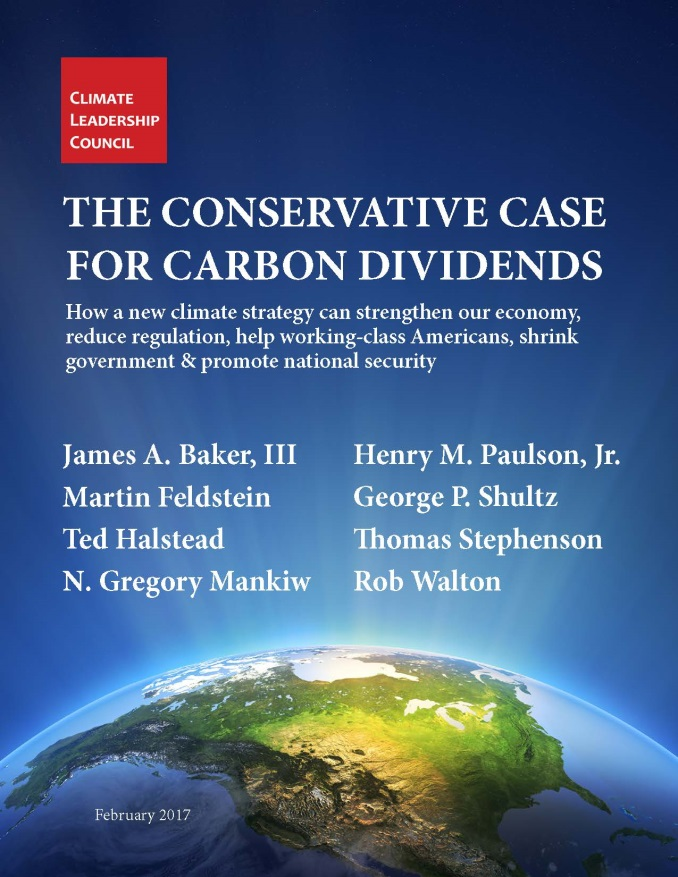 CLIMATE
LEADERSHIP
COUNCIL
THE CONSERVATIVE CASE
FOR CARBON DIVIDENDS
How a new climate strategy can strengthen our economy,
reduce regulation, help working-class Americans, shrink
government & promote national security
James A. Baker, III
Martin Feldstein
Ted Halstead
N. Gregory Mankiw
Henry M. Paulson, Jr.
George P. Shultz
Thomas Stephenson
Rob Walton
February 2017